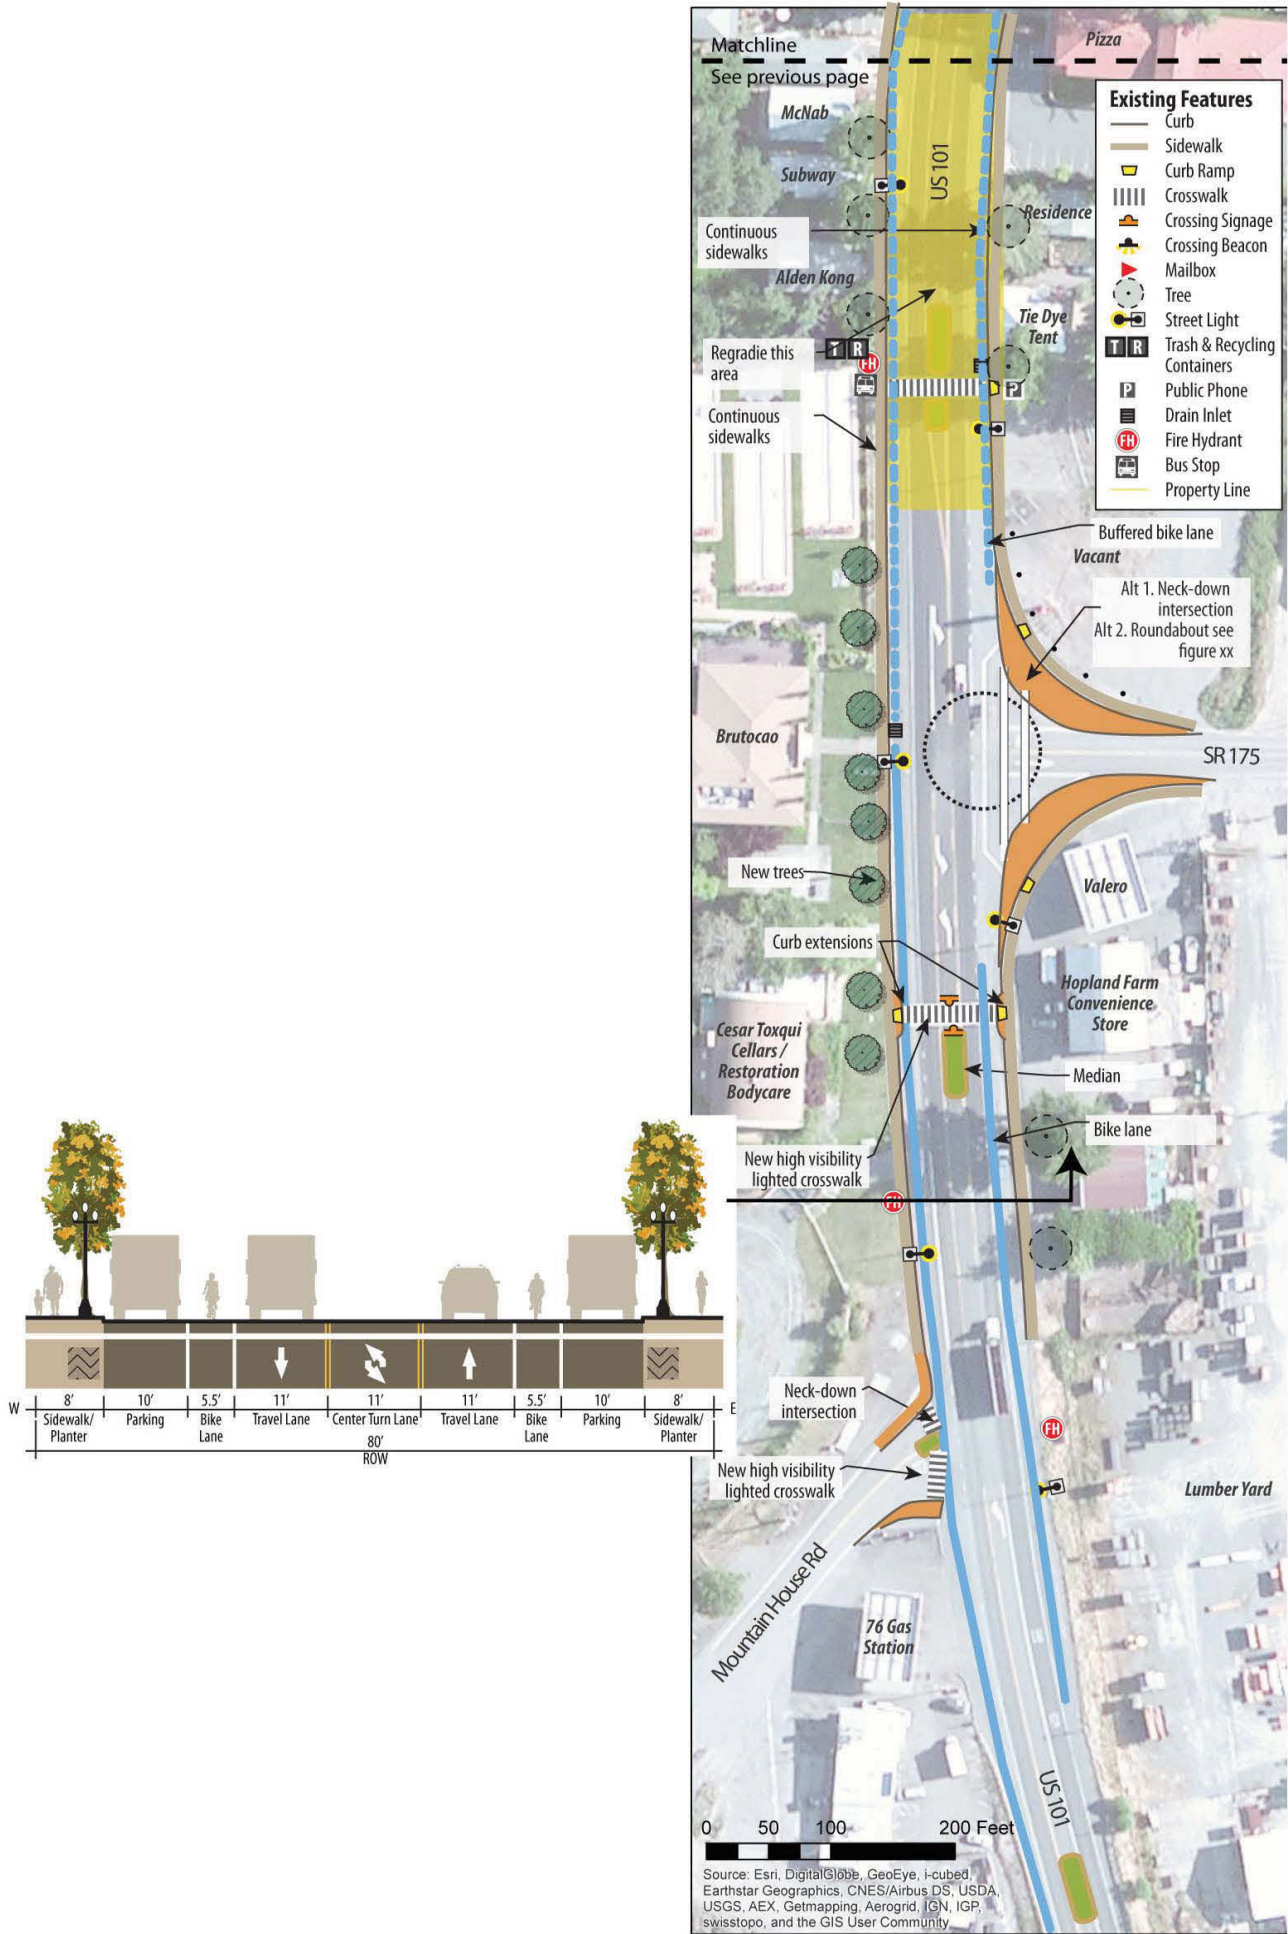 Matchline
See previous page
Pizza
McNab
Subway
US 101
Residence
Continuous
sidewalks
Alden Kong
Tie Dye
Tent
T R
FH
Regradie this
area
P
Continuous
sidewalks
Existing Features
Curb
Sidewalk
Curb Ramp
Crosswalk
Crossing Signage
Crossing Beacon
Mailbox
Tree
Street Light
T R Trash & Recycling
Containers
P Public Phone
Drain Inlet
FH Fire Hydrant
Bus Stop
Property Line
Buffered bike lane
Vacant
Alt 1. Neck-down
intersection
Alt 2. Roundabout see
figure xx
Brutocao
SR 175
New trees
Valero
Curb extensions
Hopland Farm
Convenience
Store
Cesar Toxqui
Cellars /
Restoration
Bodycare
Median
Bike lane
New high visibility
lighted crosswalk
FH
W
8' 10' 5.5' 11' 11' 11' 5.5' 10' 8'
E
Sidewalk/
Planter
Parking
Bike
Lane
Travel Lane
Center Turn Lane
Travel Lane
Bike
Lane
Parking
Sidewalk/
Planter
80'
ROW
Neck-down
intersection
FH
New high visibility
lighted crosswalk
Lumber Yard
Mountain House Rd
76 Gas
Station
US 101
0 50 100 200 Feet
Source: Esri, DigitalGlobe, GeoEye, i-cubed,
Earthstar Geographics, CNES/Airbus DS, USDA,
USGS, AEX, Getmapping, Aerogrid, IGN, IGP,
swisstopo, and the GIS User Community